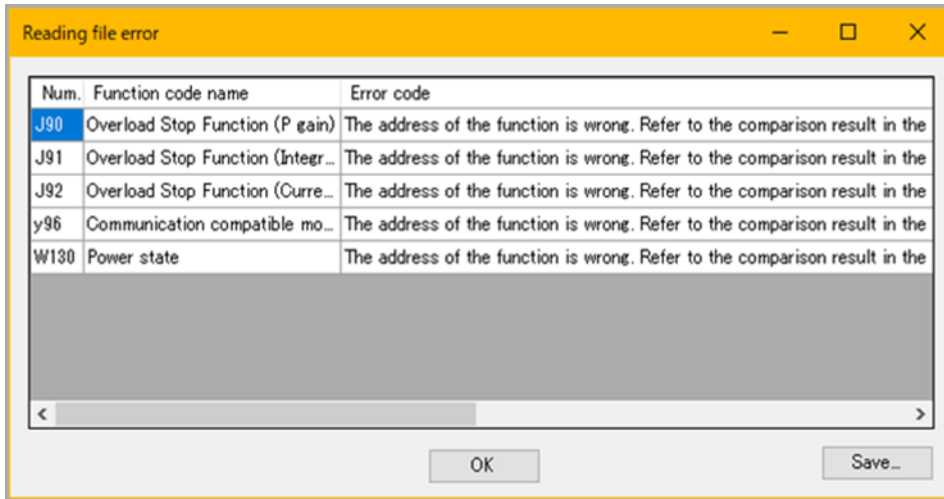 Reading file error
Num. Function code name Error code
J90 Overload Stop Function (P gain) The address of the function is wrong. Refer to the comparison result in the
J91 Overload Stop Function (Integr... The address of the function is wrong. Refer to the comparison result in the
J92 Overload Stop Function (Curre... The address of the function is wrong. Refer to the comparison result in the
y96 Communication compatible mo... The address of the function is wrong. Refer to the comparison result in the
W130 Power state The address of the function is wrong. Refer to the comparison result in the
OK Save...